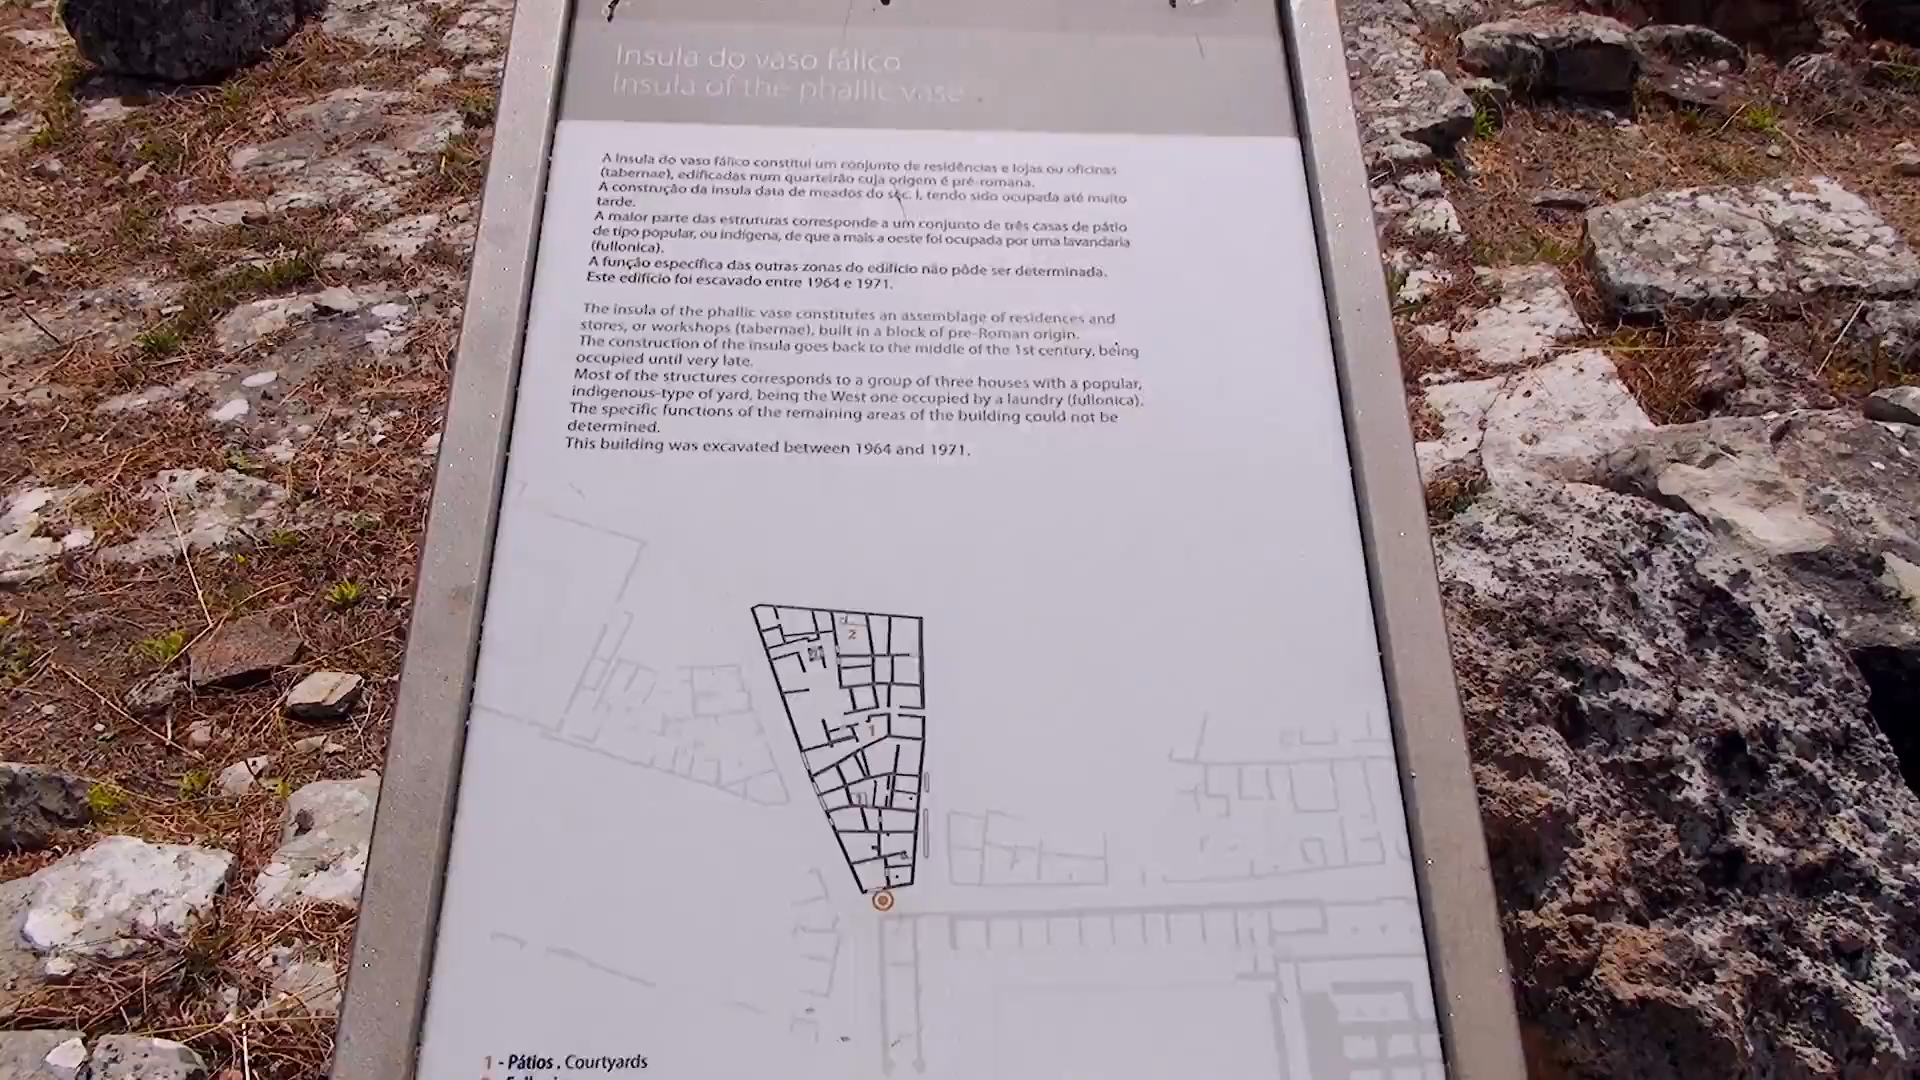 Insula do vaso fálico
Insula of the phallic vase
A Insula do vaso fálico constitui um conjunto de residências e lojas ou oficinas
(tabernae), edificadas num quarteirão cuja origem é pré-romana.
A construção da insula data de meados do séc. I, tendo sido ocupada até muito
tarde.
A maior parte das estruturas corresponde a um conjunto de três casas de pátio
de tipo popular, ou indígena, de que a mais a oeste foi ocupada por uma lavandaria
(fullonica).
A função específica das outras zonas do edifício não pôde ser determinada.
Este edifício foi escavado entre 1964 e 1971.
The insula of the phallic vase constitutes an assemblage of residences and
stores, or workshops (tabernae), built in a block of pre-Roman origin.
The construction of the insula goes back to the middle of the 1st century, being
occupied until very late.
Most of the structures corresponds to a group of three houses with a popular,
indigenous-type of yard, being the West one occupied by a laundry (fullonica).
The specific functions of the remaining areas of the building could not be
determined.
This building was excavated between 1964 and 1971.
2
1
1 - Pátios . Courtyards